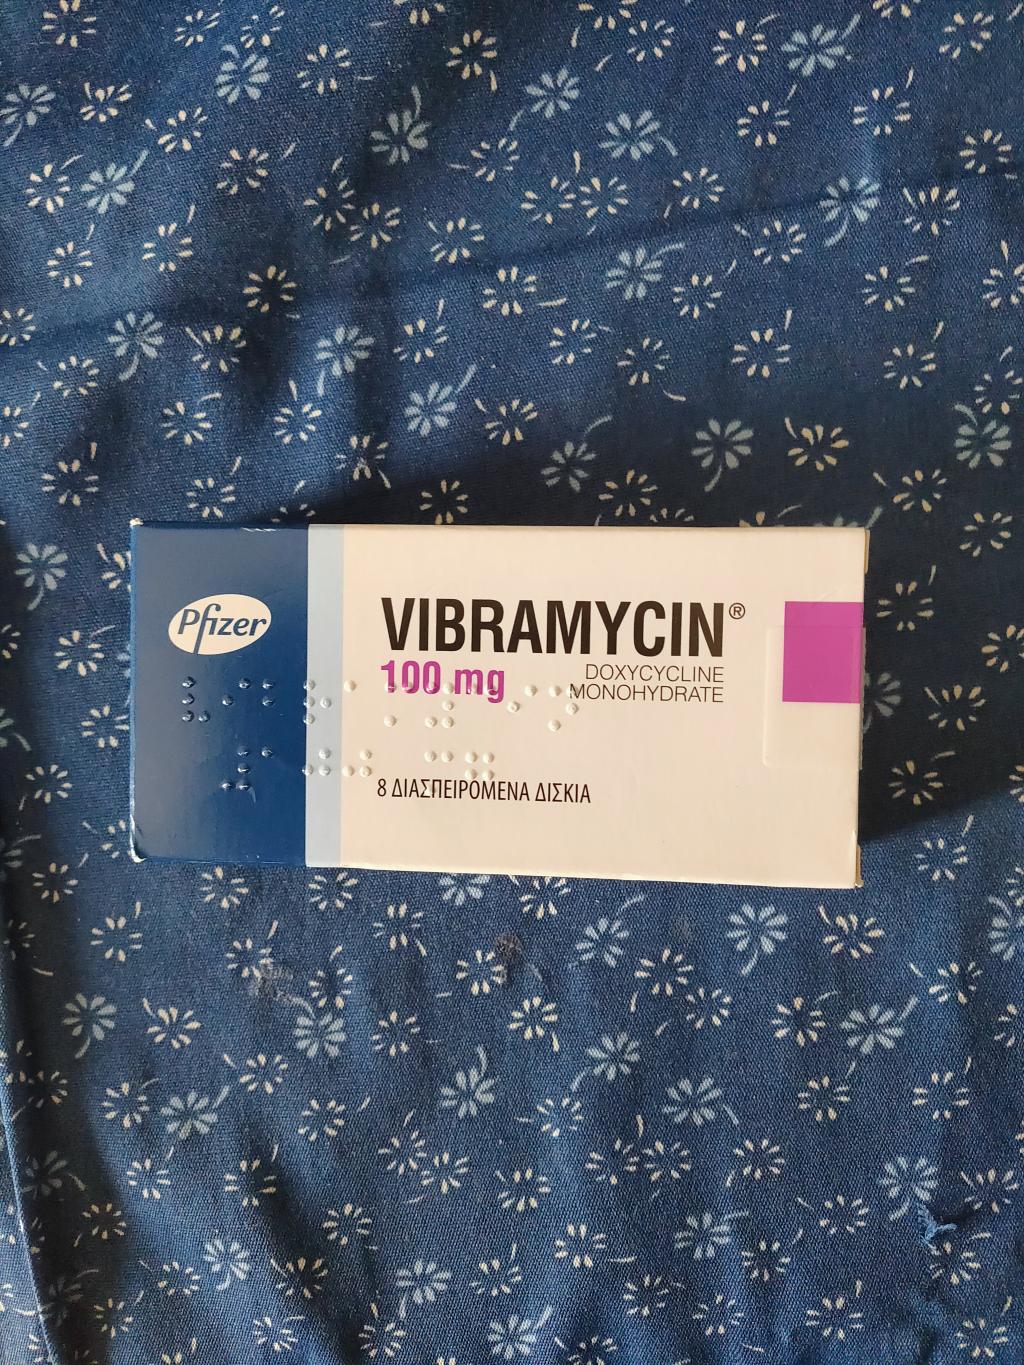 Pfizer
VIBRAMYCIN®
100 mg
DOXYCYCLINE
MONOHYDRATE
8 ΔΙΑΣΠΕΙΡΟΜΕΝΑ ΔΙΣΚΙΑ